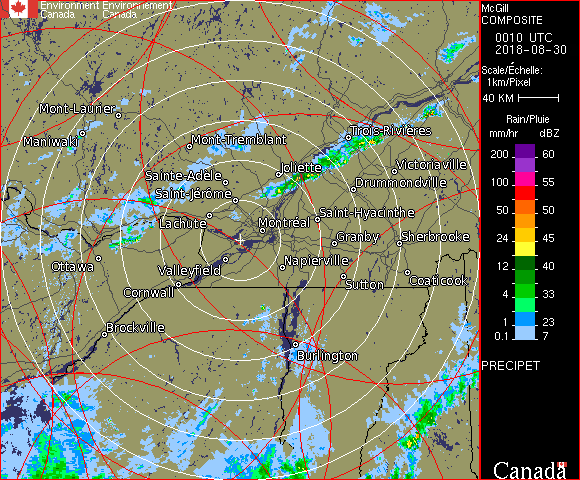 Environment Environnement
Canada Canada
McGill
COMPOSITE
0010 UTC
2018-08-30
Scale/Échelle:
1km/Pixel
40 KM
Rain/Pluie
mm/hr dBZ
200 60
100 55
50 50
24 45
12 40
4 33
1 23
0.1 7
PRECIPET
Mont-Laurier
Maniwaki
Mont-Tremblant
Trois-Rivières
Sainte-Adèle
Joliette
Victoriaville
Saint-Jérôme
Drummondville
Lachute
Montréal
Saint-Hyacinthe
Granby
Sherbrooke
Ottawa
Valleyfield
Napierville
Cornwall
Sutton
Coaticook
Brockville
Burlington
Canada